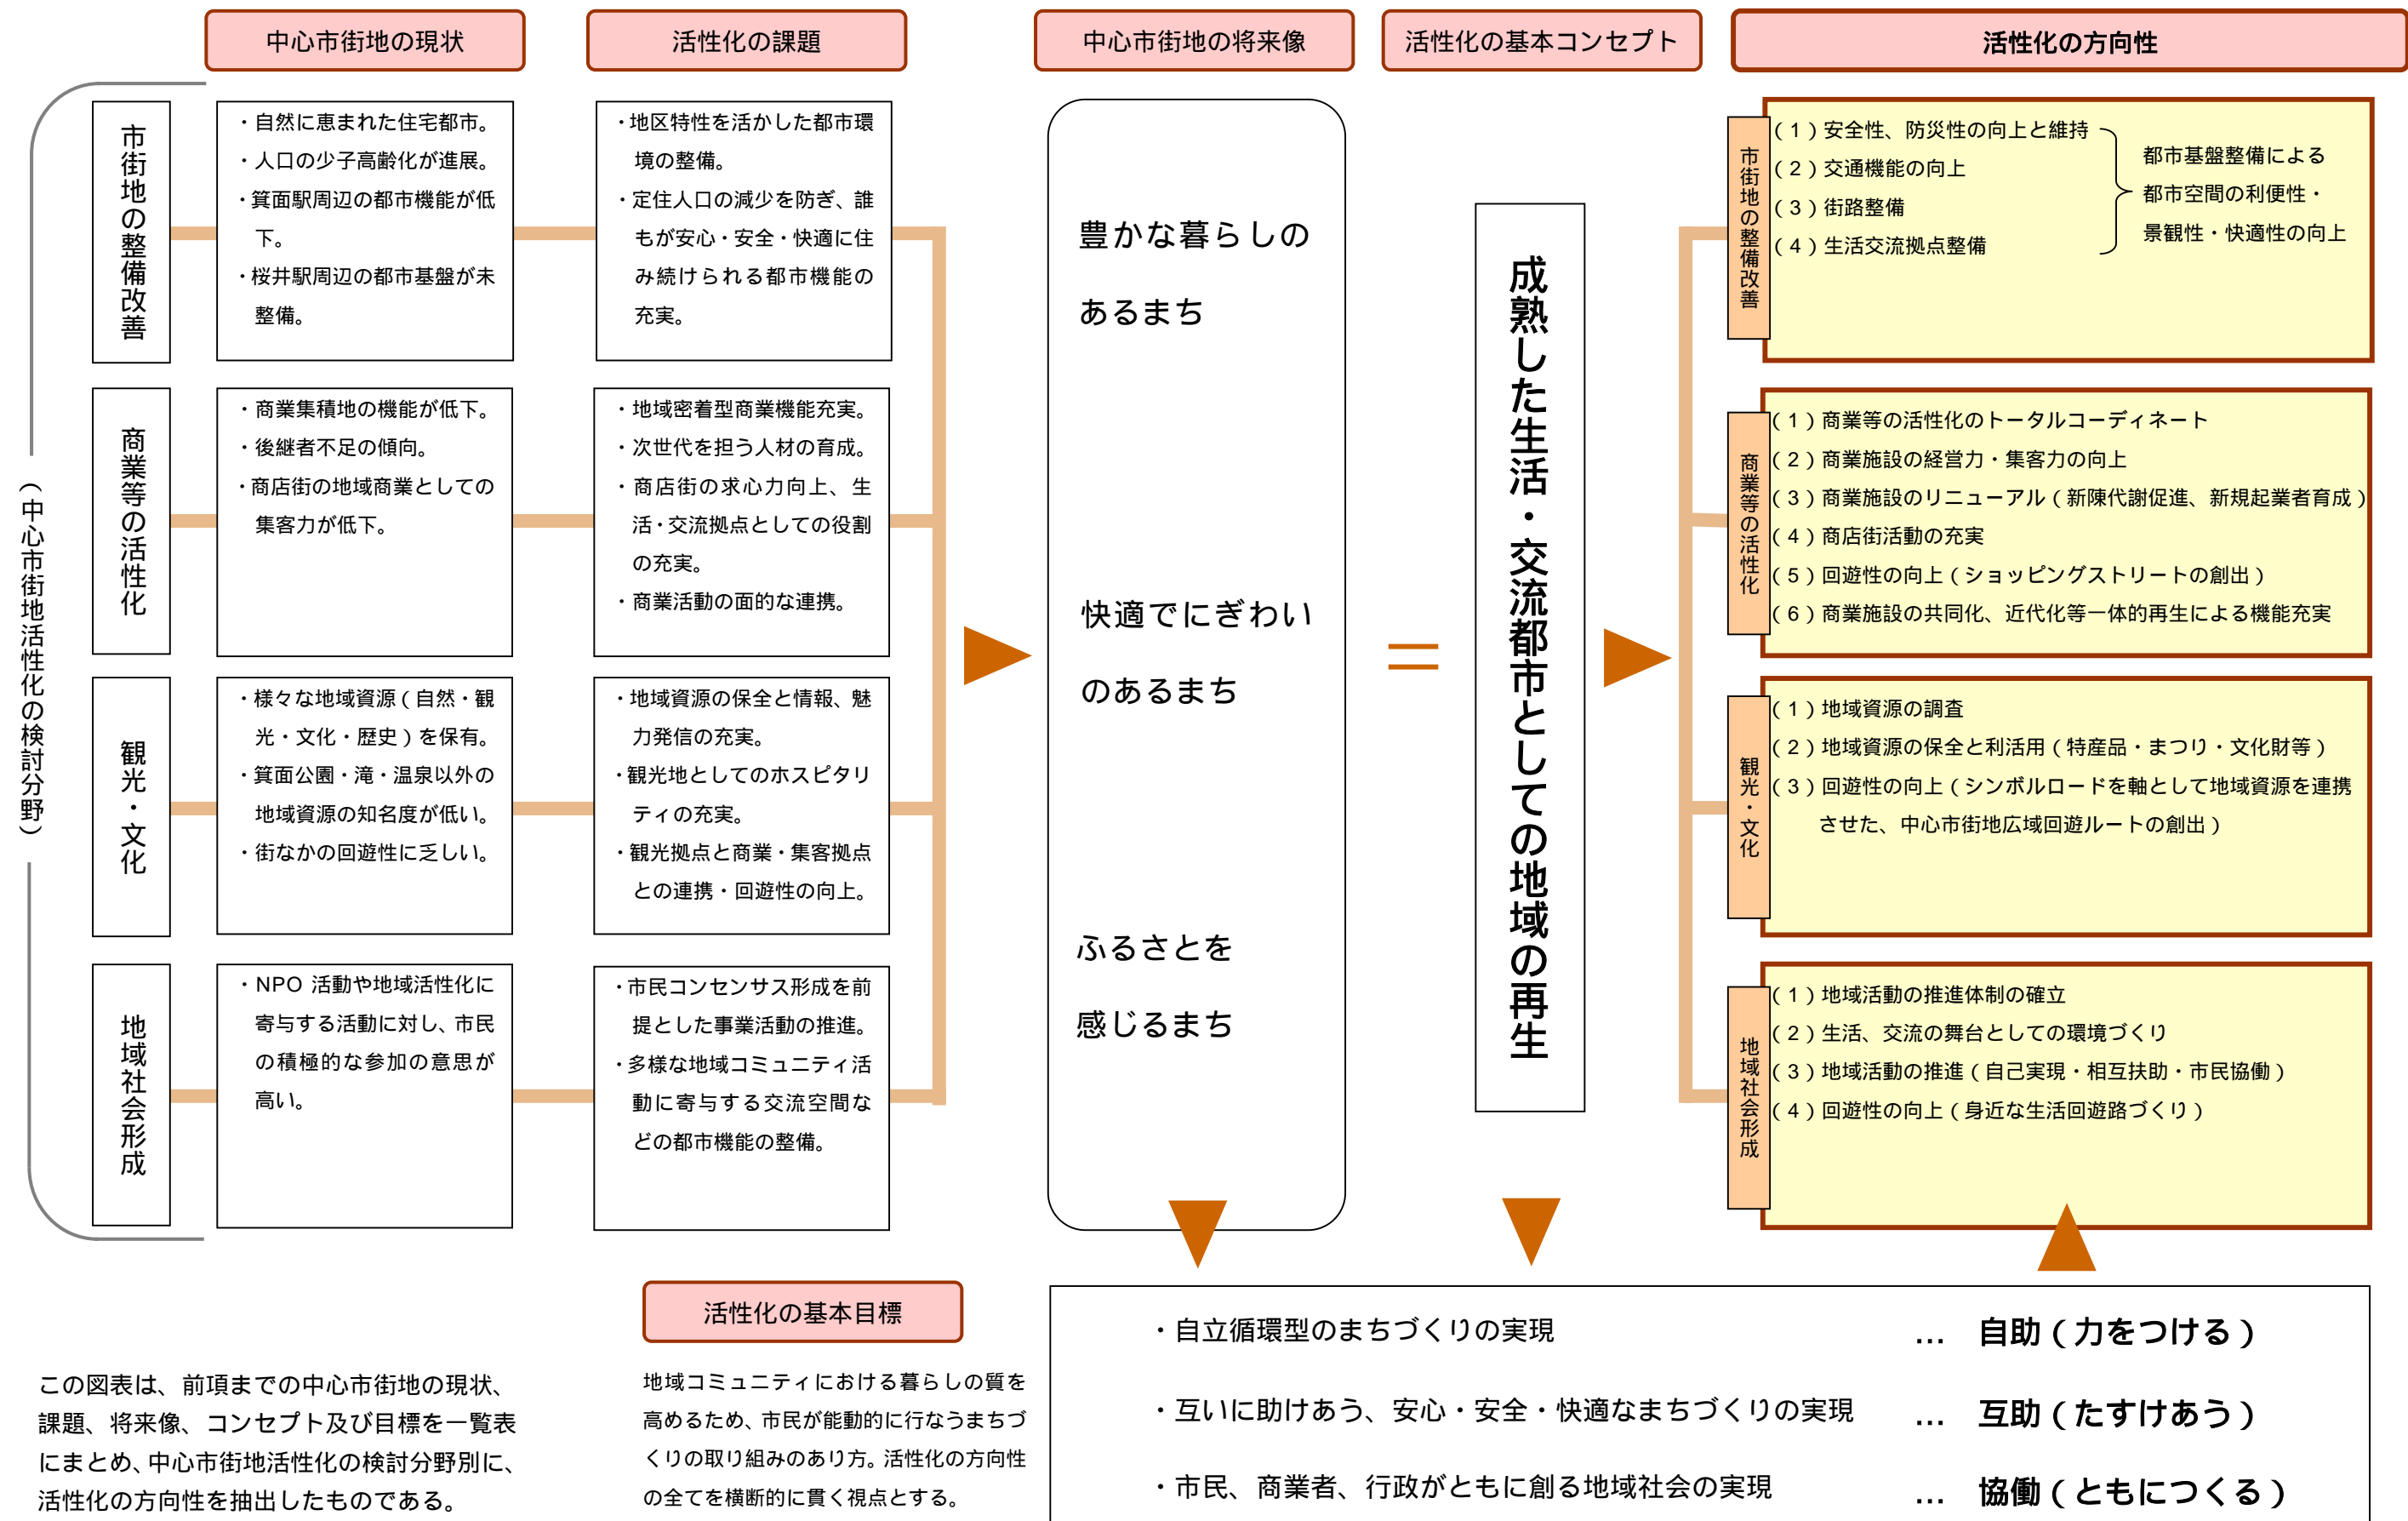 中心市街地の現状
活性化の課題
中心市街地の将来像
活性化の基本コンセプト
活性化の方向性
（中心市街地活性化の検討分野）
市街地の整備改善
・自然に恵まれた住宅都市。
・人口の少子高齢化が進展。
・箕面駅周辺の都市機能が低
下。
・桜井駅周辺の都市基盤が未
整備。
・地区特性を活かした都市環
境の整備。
・定住人口の減少を防ぎ、誰
もが安心・安全・快適に住
み続けられる都市機能の
充実。
商業等の活性化
・商業集積地の機能が低下。
・後継者不足の傾向。
・商店街の地域商業としての
集客力が低下。
・地域密着型商業機能充実。
・次世代を担う人材の育成。
・商店街の求心力向上、生
活・交流拠点としての役割
の充実。
・商業活動の面的な連携。
観光・文化
・様々な地域資源（自然・観
光・文化・歴史）を保有。
・箕面公園・滝・温泉以外の
地域資源の知名度が低い。
・街なかの回遊性に乏しい。
・地域資源の保全と情報、魅
力発信の充実。
・観光地としてのホスピタリ
ティの充実。
・観光拠点と商業・集客拠点
との連携・回遊性の向上。
地域社会形成
・NPO 活動や地域活性化に
寄与する活動に対し、市民
の積極的な参加の意思が
高い。
・市民コンセンサス形成を前
提とした事業活動の推進。
・多様な地域コミュニティ活
動に寄与する交流空間な
どの都市機能の整備。
豊かな暮らしの
あるまち
快適でにぎわい
のあるまち
ふるさとを
感じるまち
＝
成熟した生活・交流都市としての地域の再生
市街地の整備改善
（1）安全性、防災性の向上と維持
（2）交通機能の向上
（3）街路整備
（4）生活交流拠点整備
都市基盤整備による
都市空間の利便性・
景観性・快適性の向上
商業等の活性化
（1）商業等の活性化のトータルコーディネート
（2）商業施設の経営力・集客力の向上
（3）商業施設のリニューアル（新陳代謝促進、新規起業者育成）
（4）商店街活動の充実
（5）回遊性の向上（ショッピングストリートの創出）
（6）商業施設の共同化、近代化等一体的再生による機能充実
観光・文化
（1）地域資源の調査
（2）地域資源の保全と利活用（特産品・まつり・文化財等）
（3）回遊性の向上（シンボルロードを軸として地域資源を連携
させた、中心市街地広域回遊ルートの創出）
地域社会形成
（1）地域活動の推進体制の確立
（2）生活、交流の舞台としての環境づくり
（3）地域活動の推進（自己実現・相互扶助・市民協働）
（4）回遊性の向上（身近な生活回遊路づくり）
この図表は、前項までの中心市街地の現状、
課題、将来像、コンセプト及び目標を一覧表
にまとめ、中心市街地活性化の検討分野別に、
活性化の方向性を抽出したものである。
活性化の基本目標
地域コミュニティにおける暮らしの質を
高めるため、市民が能動的に行なうまちづ
くりの取り組みのあり方。活性化の方向性
の全てを横断的に貫く視点とする。
・自立循環型のまちづくりの実現 … 自助（力をつける）
・互いに助けあう、安心・安全・快適なまちづくりの実現 … 互助（たすけあう）
・市民、商業者、行政がともに創る地域社会の実現 … 協働（ともにつくる）